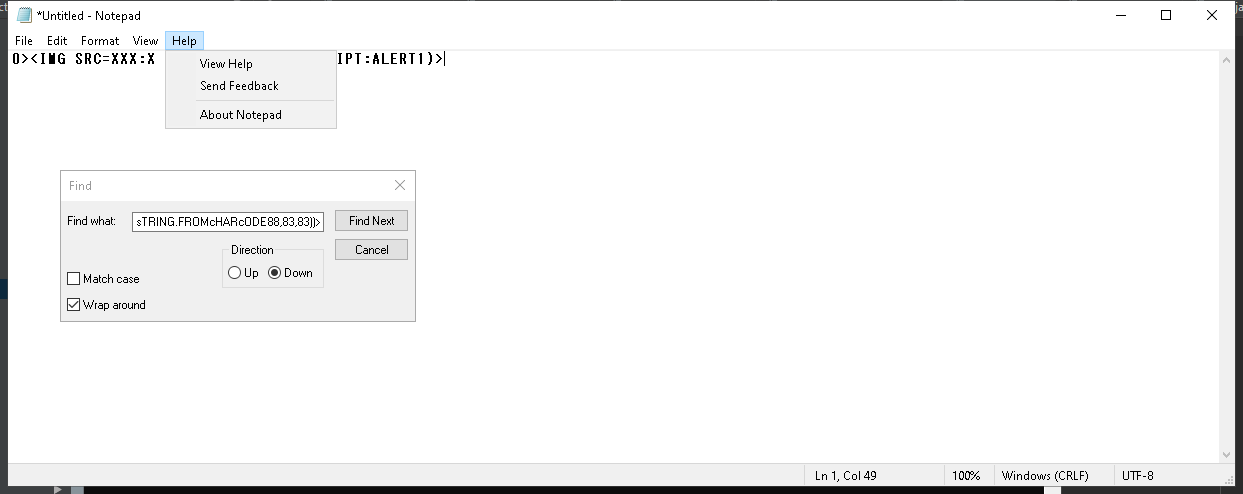 *Untitled - Notepad
File Edit Format View Help
0><IMG SRC=XXX:X IPT:ALERT1)>
View Help
Send Feedback
About Notepad
Find
Find what: sTRING.FROMcHARcODE88,83,83))> Find Next
Direction Cancel
Up Down
Match case
Wrap around
Ln 1, Col 49 100% Windows (CRLF) UTF-8